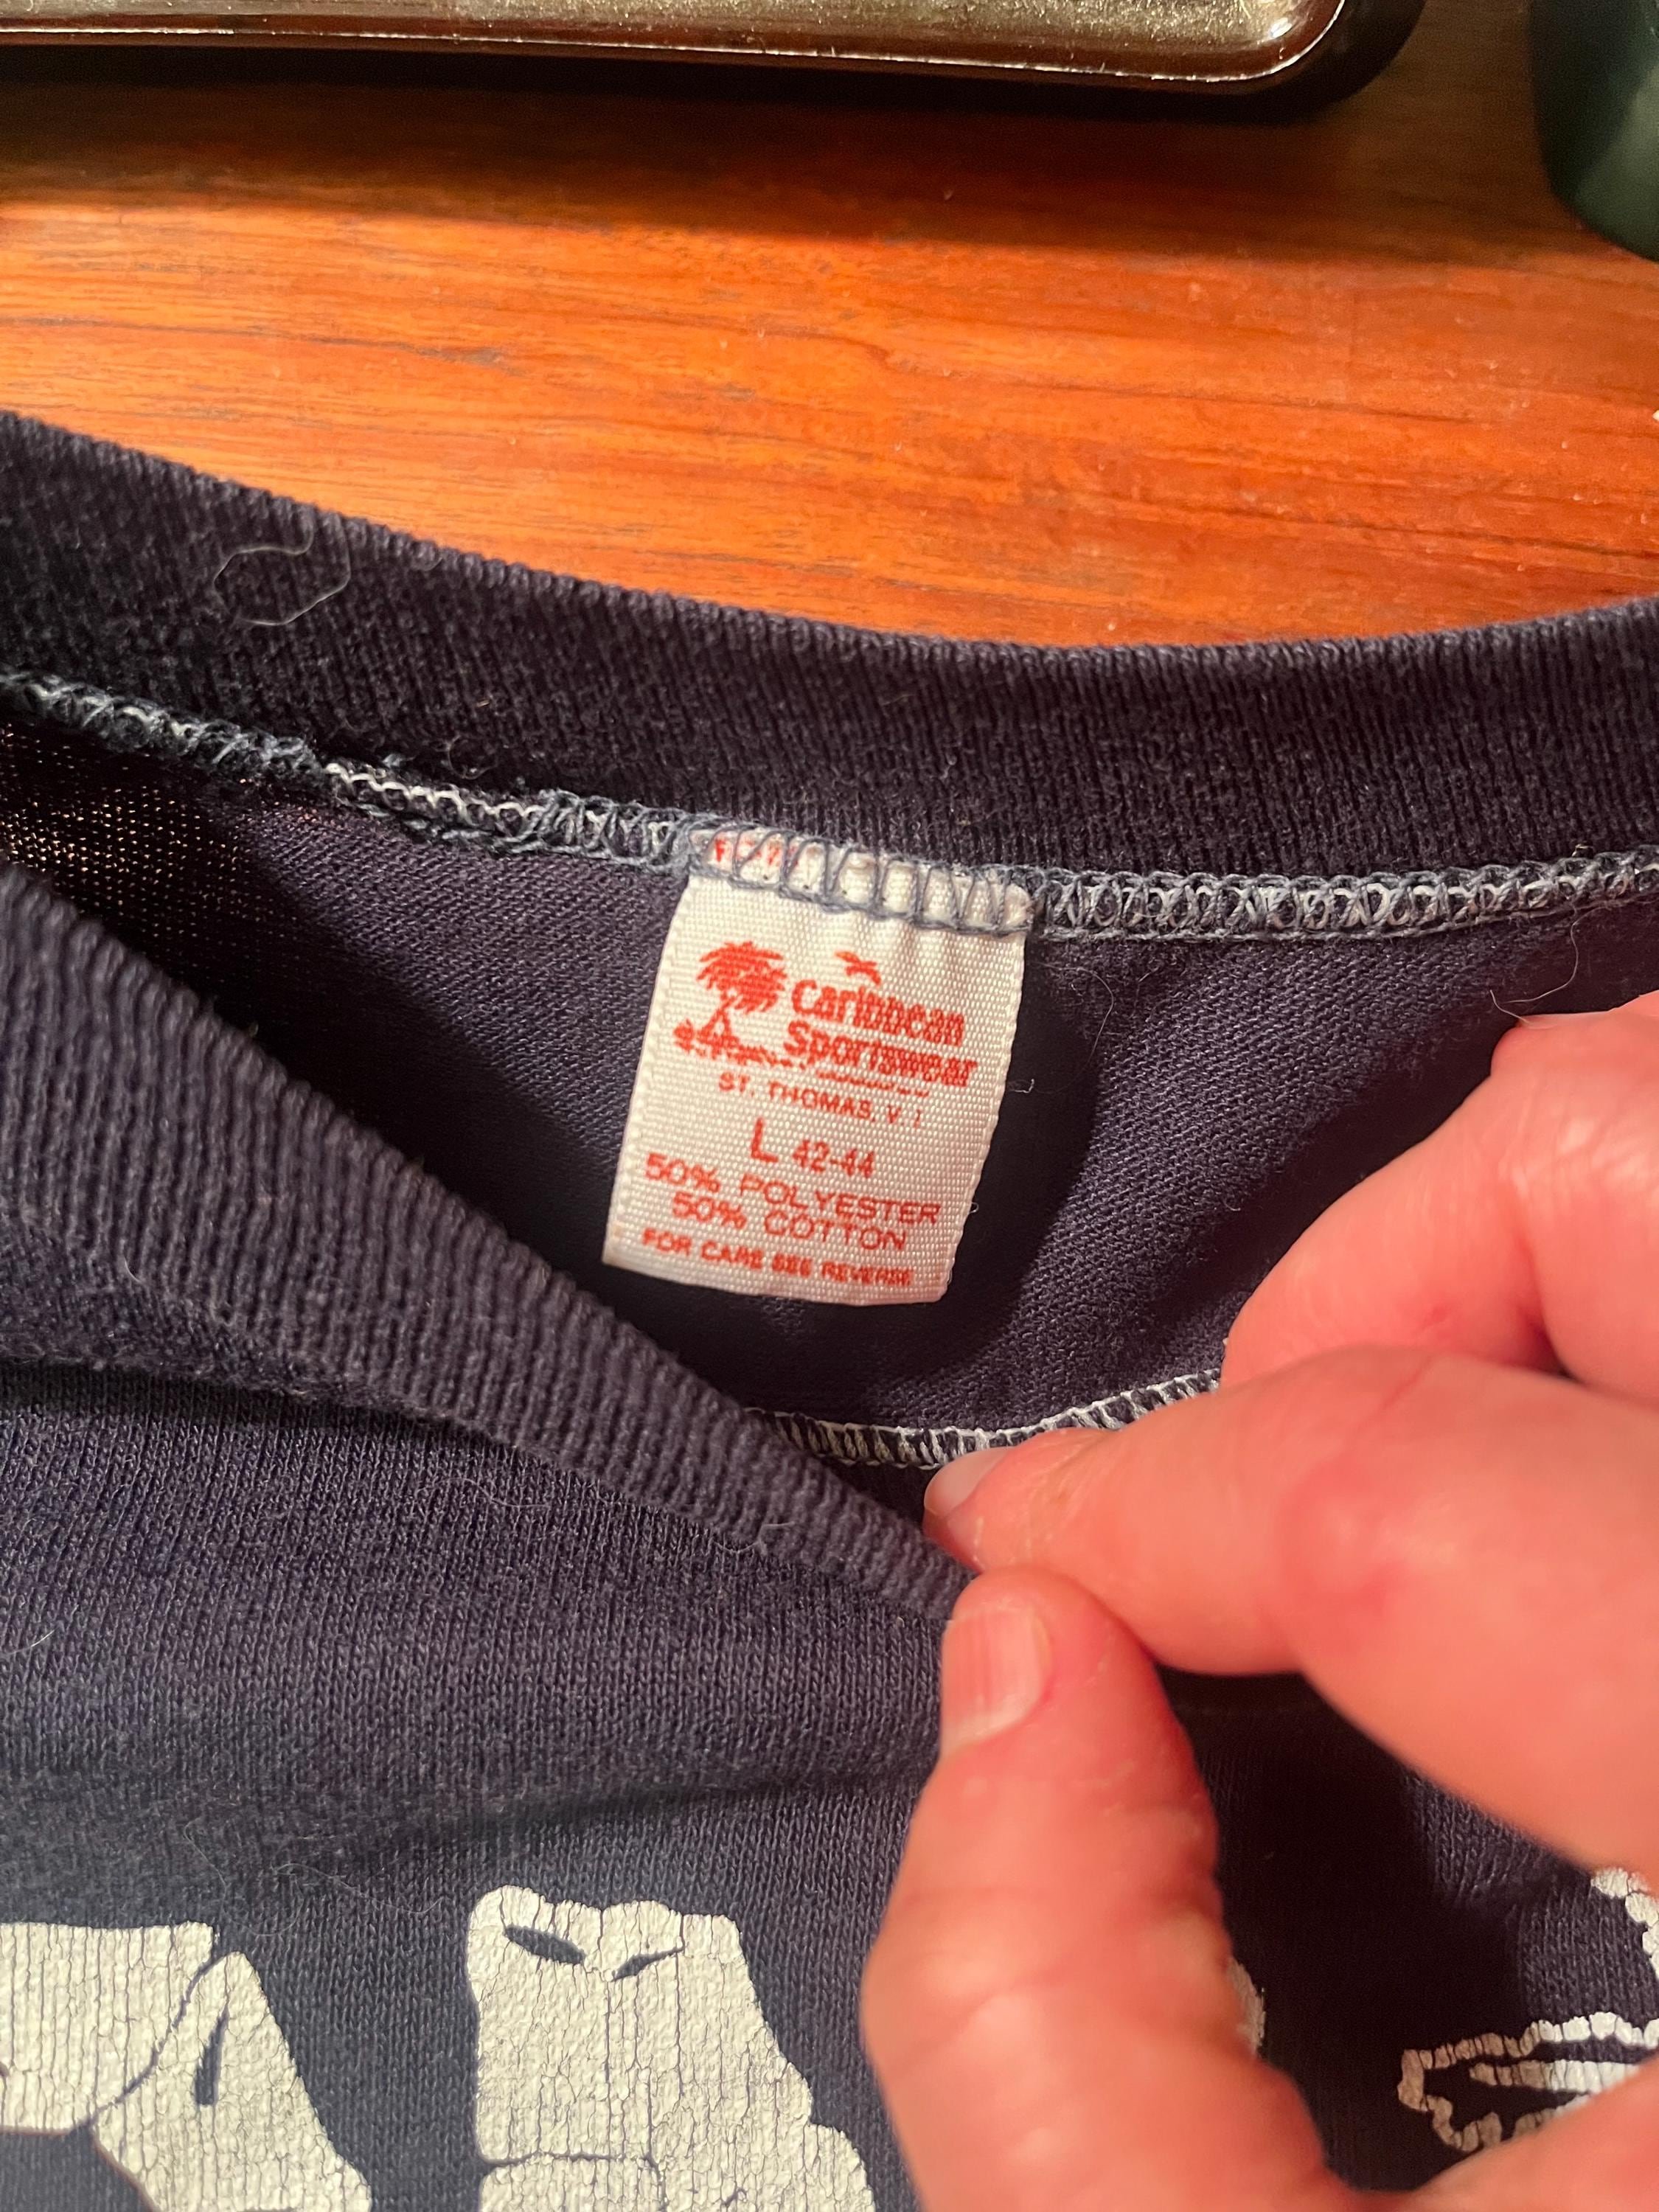 Caribbean
Sportswear
ST. THOMAS, V.I
L 42-44
50% POLYESTER
50% COTTON
FOR CARE SEE REVERSE